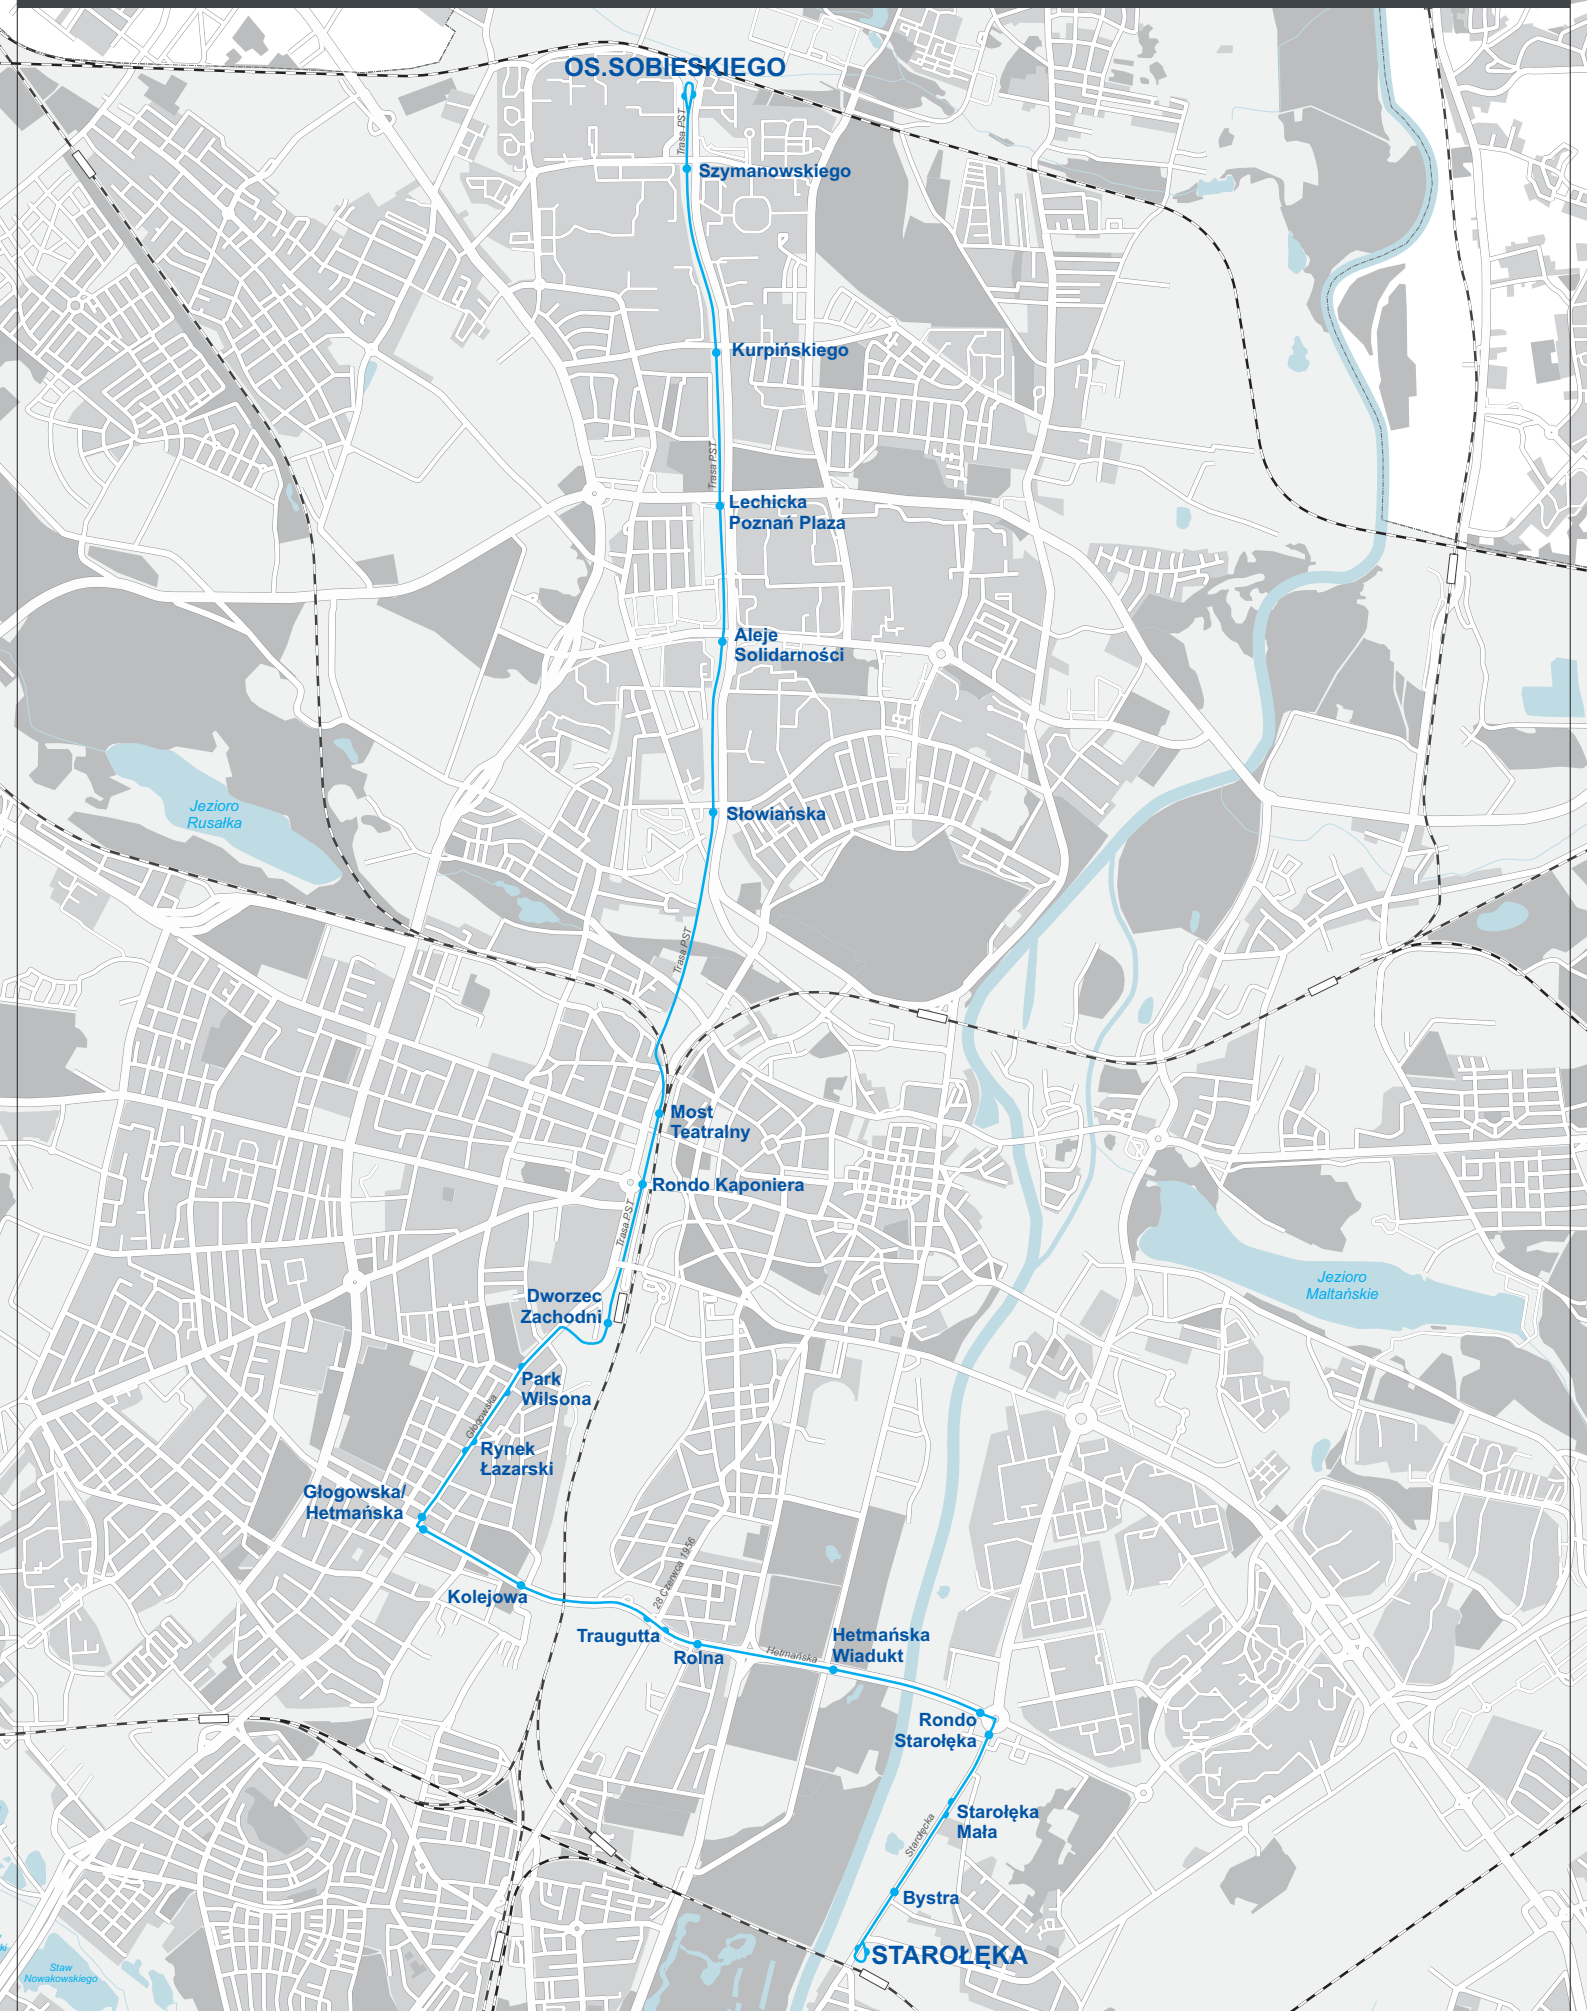 OS.SOBIESKIEGO
Trasa PST
Szymanowskiego
Kurpińskiego
Trasa PST
Lechicka
Poznań Plaza
Aleje
Solidarności
Jezioro
Rusałka
Słowiańska
Trasa PST
Most
Teatralny
Rondo Kaponiera
Trasa PST
Jezioro
Maltańskie
Dworzec
Zachodni
Park
Wilsona
Głogowska
Rynek
Łazarski
Głogowska/
Hetmańska
Kolejowa
28 Czerwca 1956
Traugutta
Rolna
Hetmańska
Hetmańska
Wiadukt
Rondo
Starołęka
Starołęka
Mała
Starołęcka
Bystra
STAROŁĘKA
Staw
Nowakowskiego